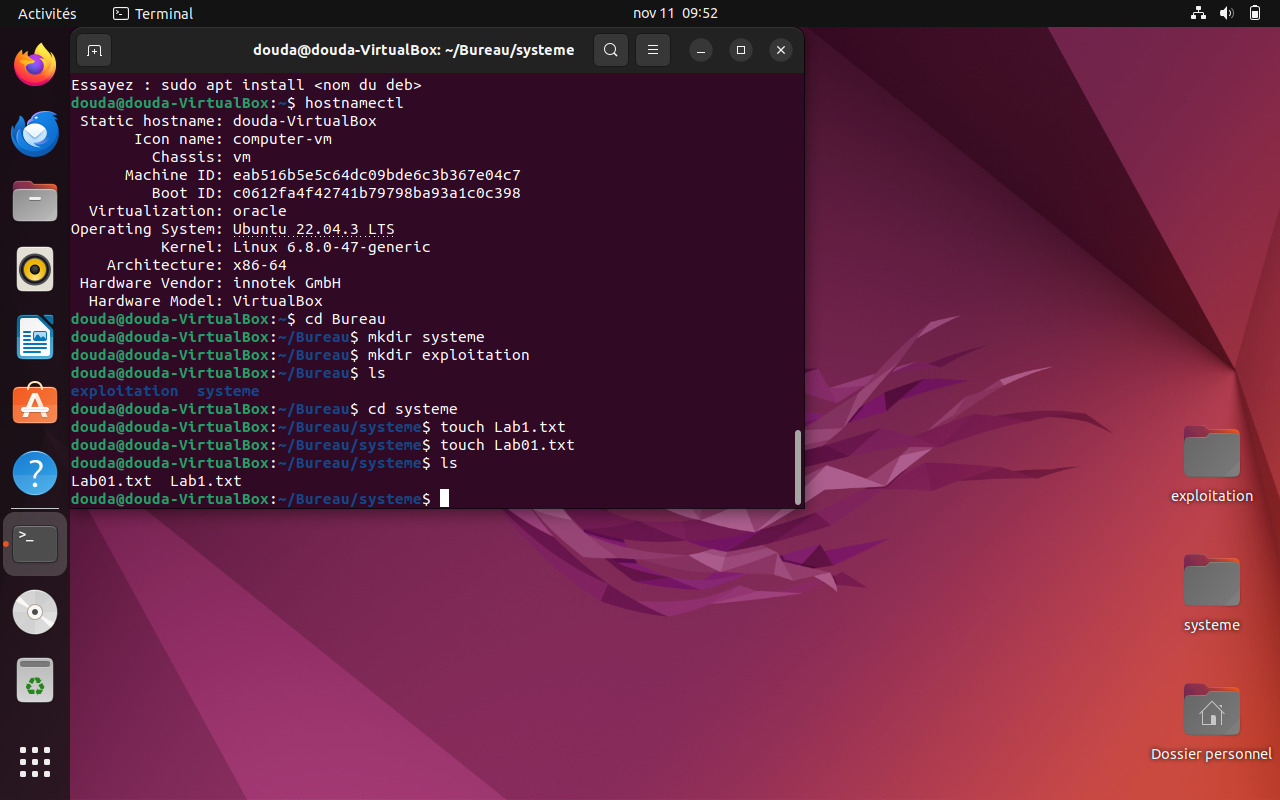 Activités Terminal nov 11 09:52
douda@douda-VirtualBox: ~/Bureau/systeme
Essayez : sudo apt install <nom du deb>
douda@douda-VirtualBox:~$ hostnamectl
Static hostname: douda-VirtualBox
Icon name: computer-vm
Chassis: vm
Machine ID: eab516b5e5c64dc09bde6c3b367e04c7
Boot ID: c0612fa4f42741b79798ba93a1c0c398
Virtualization: oracle
Operating System: Ubuntu 22.04.3 LTS
Kernel: Linux 6.8.0-47-generic
Architecture: x86-64
Hardware Vendor: innotek GmbH
Hardware Model: VirtualBox
douda@douda-VirtualBox:~$ cd Bureau
douda@douda-VirtualBox:~/Bureau$ mkdir systeme
douda@douda-VirtualBox:~/Bureau$ mkdir exploitation
douda@douda-VirtualBox:~/Bureau$ ls
exploitation systeme
douda@douda-VirtualBox:~/Bureau$ cd systeme
douda@douda-VirtualBox:~/Bureau/systeme$ touch Lab1.txt
douda@douda-VirtualBox:~/Bureau/systeme$ touch Lab01.txt
douda@douda-VirtualBox:~/Bureau/systeme$ ls
Lab01.txt Lab1.txt
douda@douda-VirtualBox:~/Bureau/systeme$
exploitation
systeme
Dossier personnel